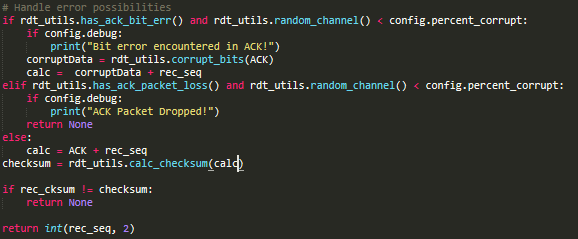 # Handle error possibilities
if rdt_utils.has_ack_bit_err() and rdt_utils.random_channel() < config.percent_corrupt:
    if config.debug:
        print("Bit error encountered in ACK!")
    corruptData = rdt_utils.corrupt_bits(ACK)
    calc =  corruptData + rec_seq
elif rdt_utils.has_ack_packet_loss() and rdt_utils.random_channel() < config.percent_corrupt:
    if config.debug:
        print("ACK Packet Dropped!")
    return None
else:
    calc = ACK + rec_seq
checksum = rdt_utils.calc_checksum(calc)

if rec_cksum != checksum:
    return None

return int(rec_seq, 2)